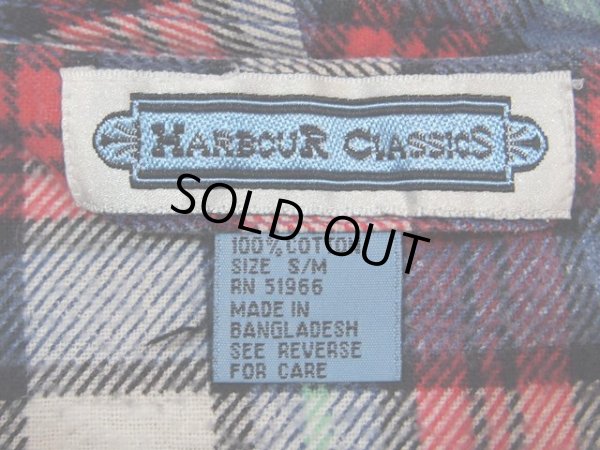 HARBOUR CLASSICS
SOLD OUT
100% COTTON
SIZE S/M
RN 51966
MADE IN
BANGLADESH
SEE REVERSE
FOR CARE